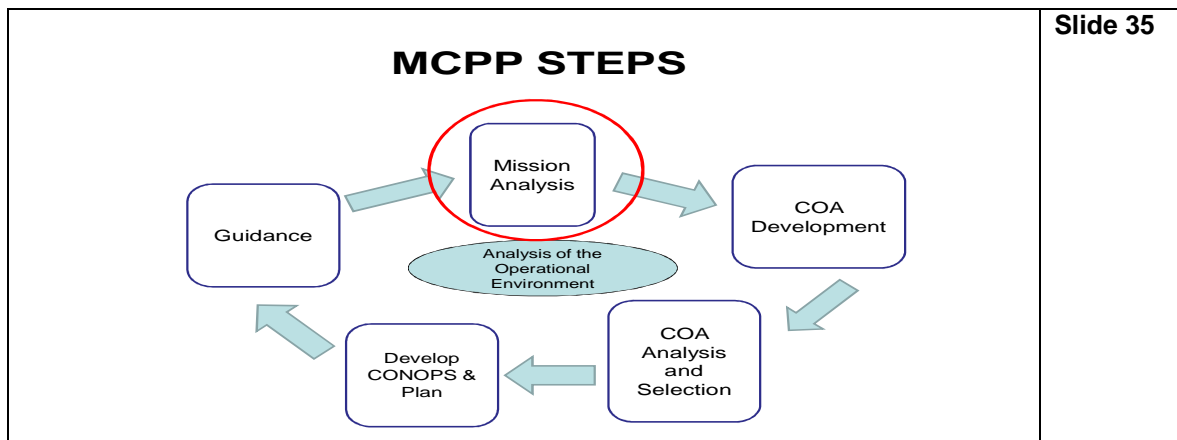 Slide 35
MCPP STEPS
Mission
Analysis
COA
Development
Guidance
Analysis of the
Operational
Environment
COA
Analysis
and
Selection
Develop
CONOPS &
Plan